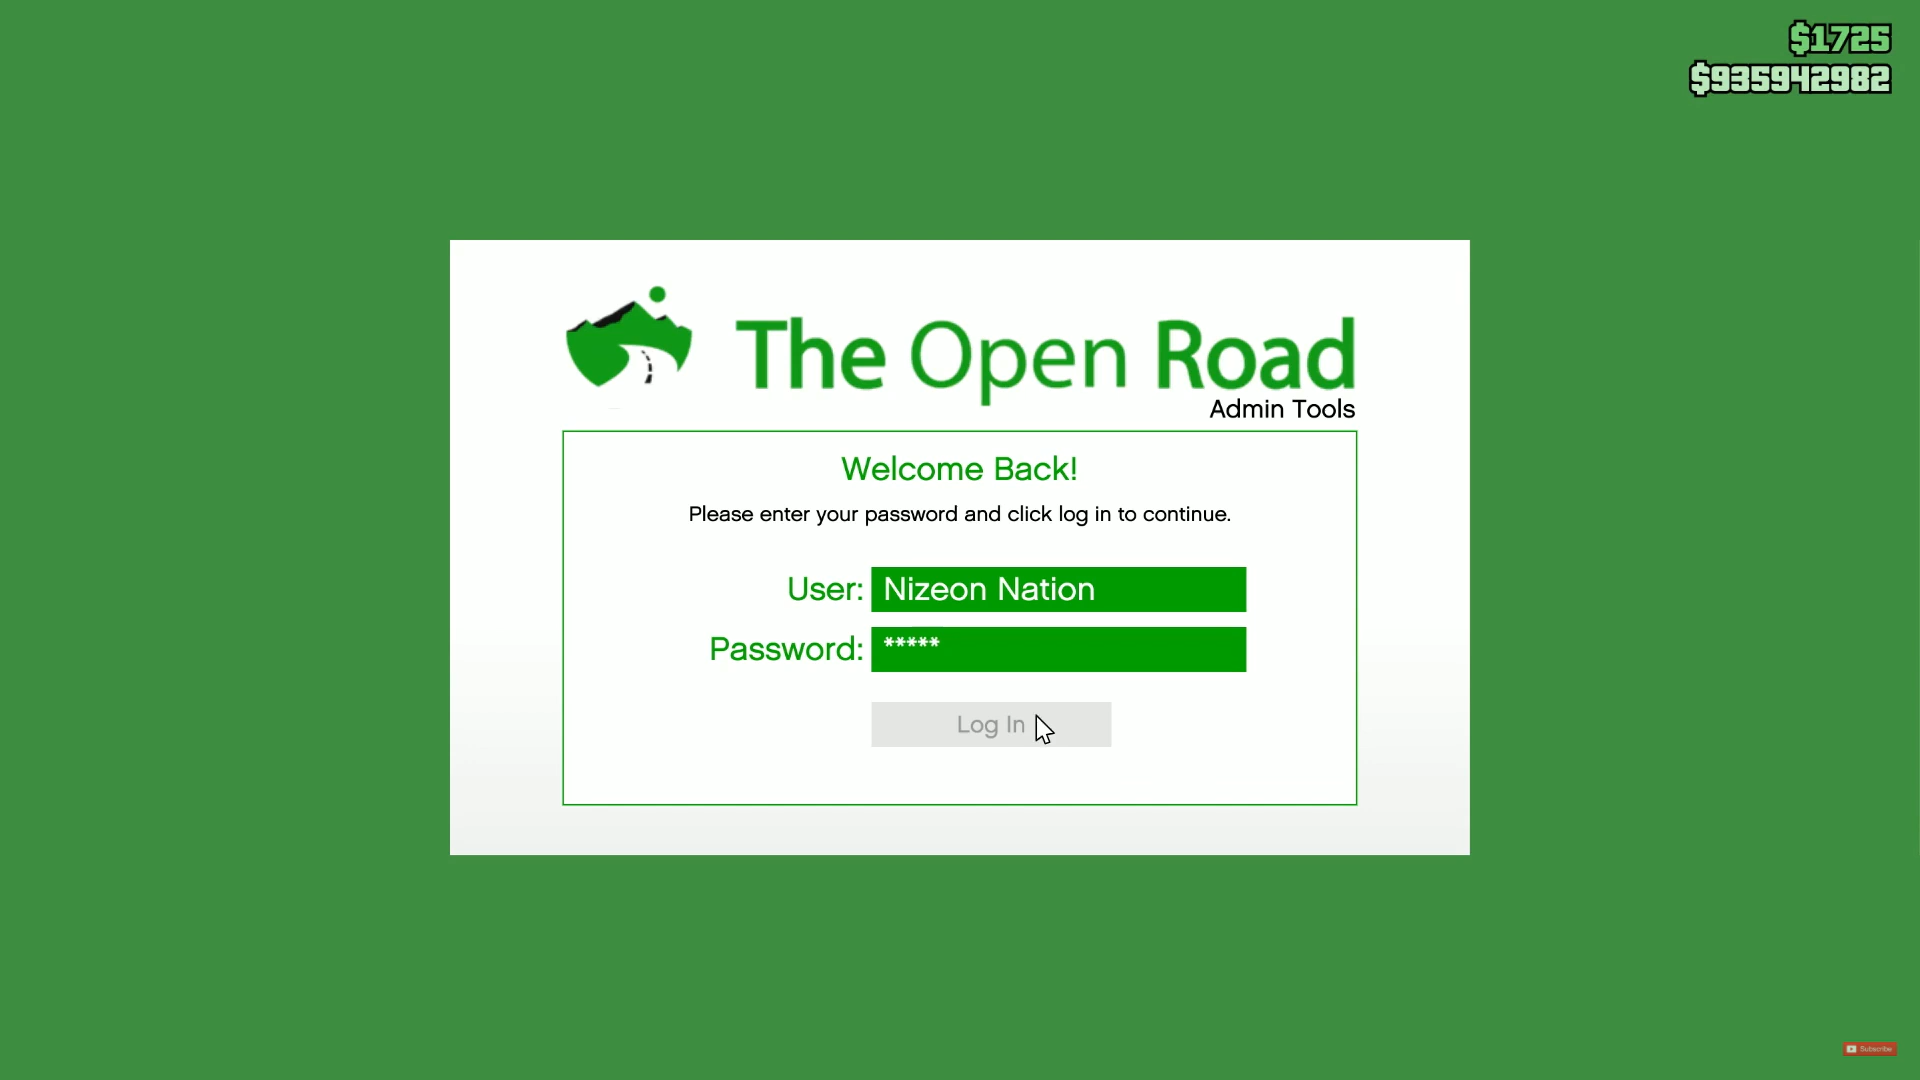 $1725
$935942982
The Open Road
Admin Tools
Welcome Back!
Please enter your password and click log in to continue.
User: Nizeon Nation
Password: *****
Log In
Subscribe